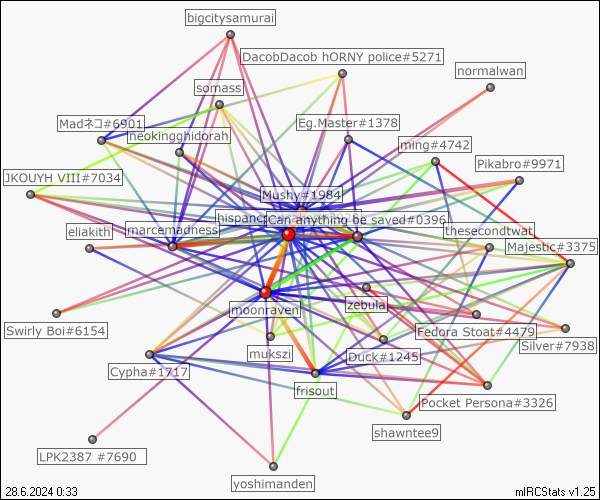 bigcitysamurai
DacobDacob hORNY police#5271
normalwan
somass
Madネコ#6901
Eg.Master#1378
neokingghidorah
ming#4742
Pikabro#9971
JKOUYH VIII#7034
Mushy#1984
hispanc
Can anything be saved#0396
eliakith
marcemadness
thesecondtwat
Majestic#3375
moonraven
zebula
Swirly Boi#6154
Fedora Stoat#4479
Silver#7938
mukszi
Duck#1245
Cypha#1717
frisout
Pocket Persona#3326
shawntee9
LPK2387 #7690
yoshimanden
28.6.2024 0:33
mIRCStats v1.25